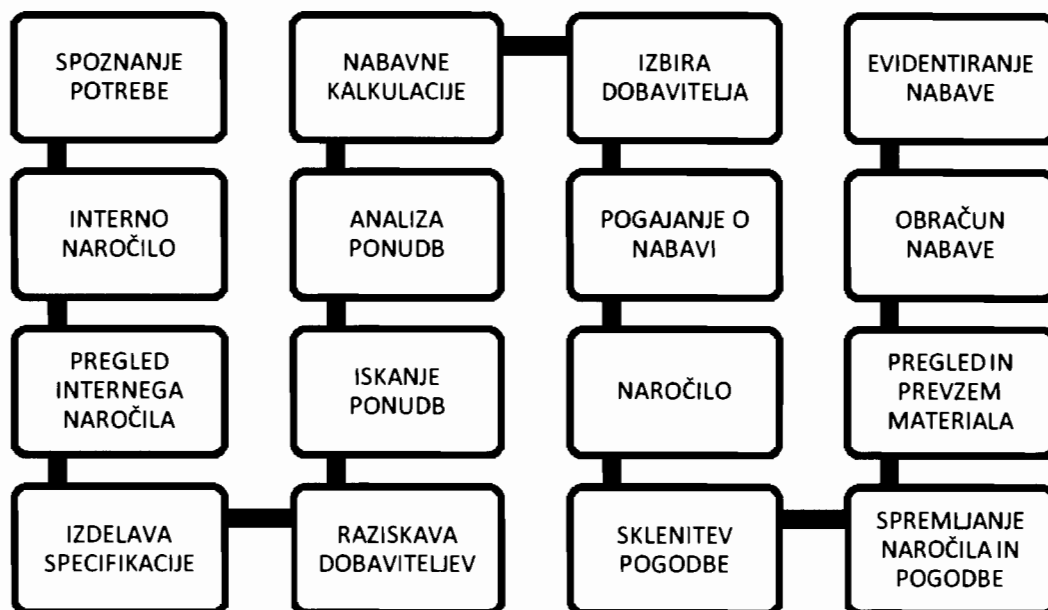 SPOZNANJE
POTREBE
INTERNO
NAROČILO
PREGLED
INTERNEGA
NAROČILA
IZDELAVA
SPECIFIKACIJE
RAZISKAVA
DOBAVITELJEV
ISKANJE
PONUDB
ANALIZA
PONUDB
NABAVNE
KALKULACIJE
IZBIRA
DOBAVITELJA
POGAJANJE O
NABAVI
NAROČILO
SKLENITEV
POGODBE
SPREMLJANJE
NAROČILA IN
POGODBE
PREGLED IN
PREVZEM
MATERIALA
OBRAČUN
NABAVE
EVIDENTIRANJE
NABAVE